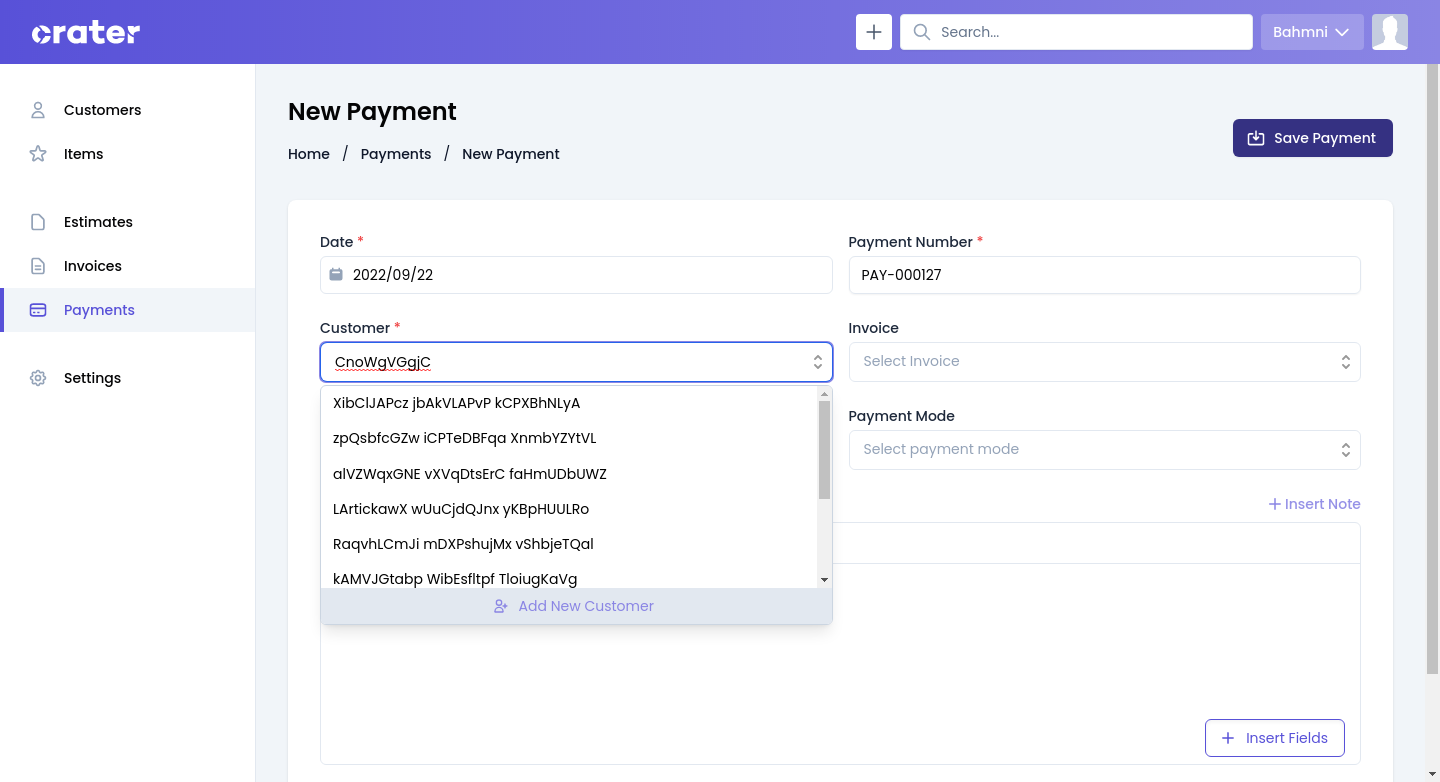 crater
Search...
Bahmni
Customers
Items
Estimates
Invoices
Payments
Settings
New Payment
Home / Payments / New Payment
Save Payment
Date *
2022/09/22
Payment Number *
PAY-000127
Customer *
CnoWgVGgjC
Invoice
Select Invoice
XibClJAPcz jbAkVLAPvP kCPXBhNLyA
zpQsbfcGZw iCPTeDBFqa XnmbYZYtVL
alVZWqxGNE vXVqDtsErC faHmUDbUWZ
LArtickawX wUuCjdQJnx yKBpHUULRo
RaqvhLCmJi mDXPshujMx vShbjeTQal
kAMVJGtabp WibEsfltpf TloiugKaVg
Add New Customer
Payment Mode
Select payment mode
Insert Note
Insert Fields